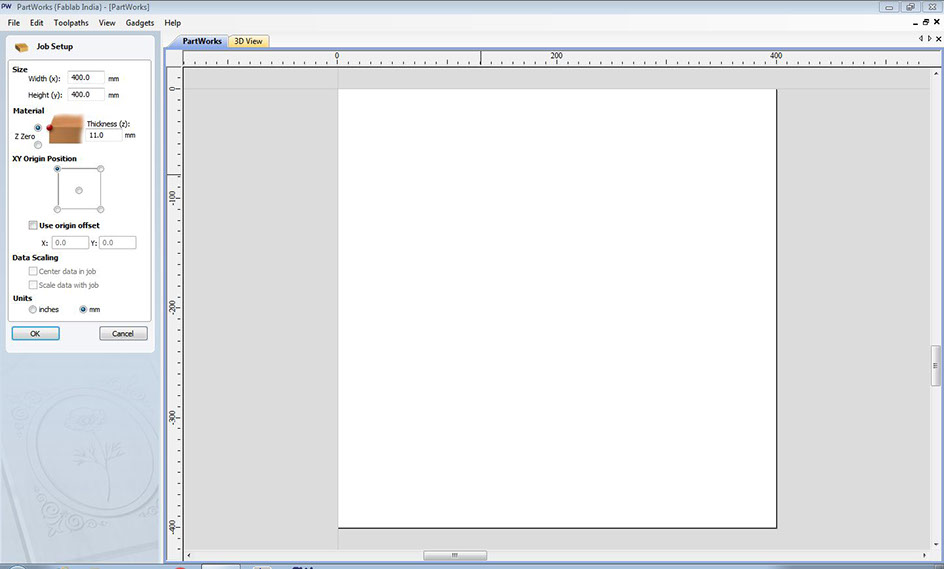 PW PartWorks (Fablab India) - [PartWorks]
File Edit Toolpaths View Gadgets Help
Job Setup
PartWorks 3D View
Size
Width (x): 400.0 mm
Height (y): 400.0 mm
Material
Thickness (z):
Z Zero 11.0 mm
XY Origin Position
Use origin offset
X: 0.0 Y: 0.0
Data Scaling
Center data in job
Scale data with job
Units
inches mm
OK Cancel
0 200 400
0
-100
-200
-300
-400